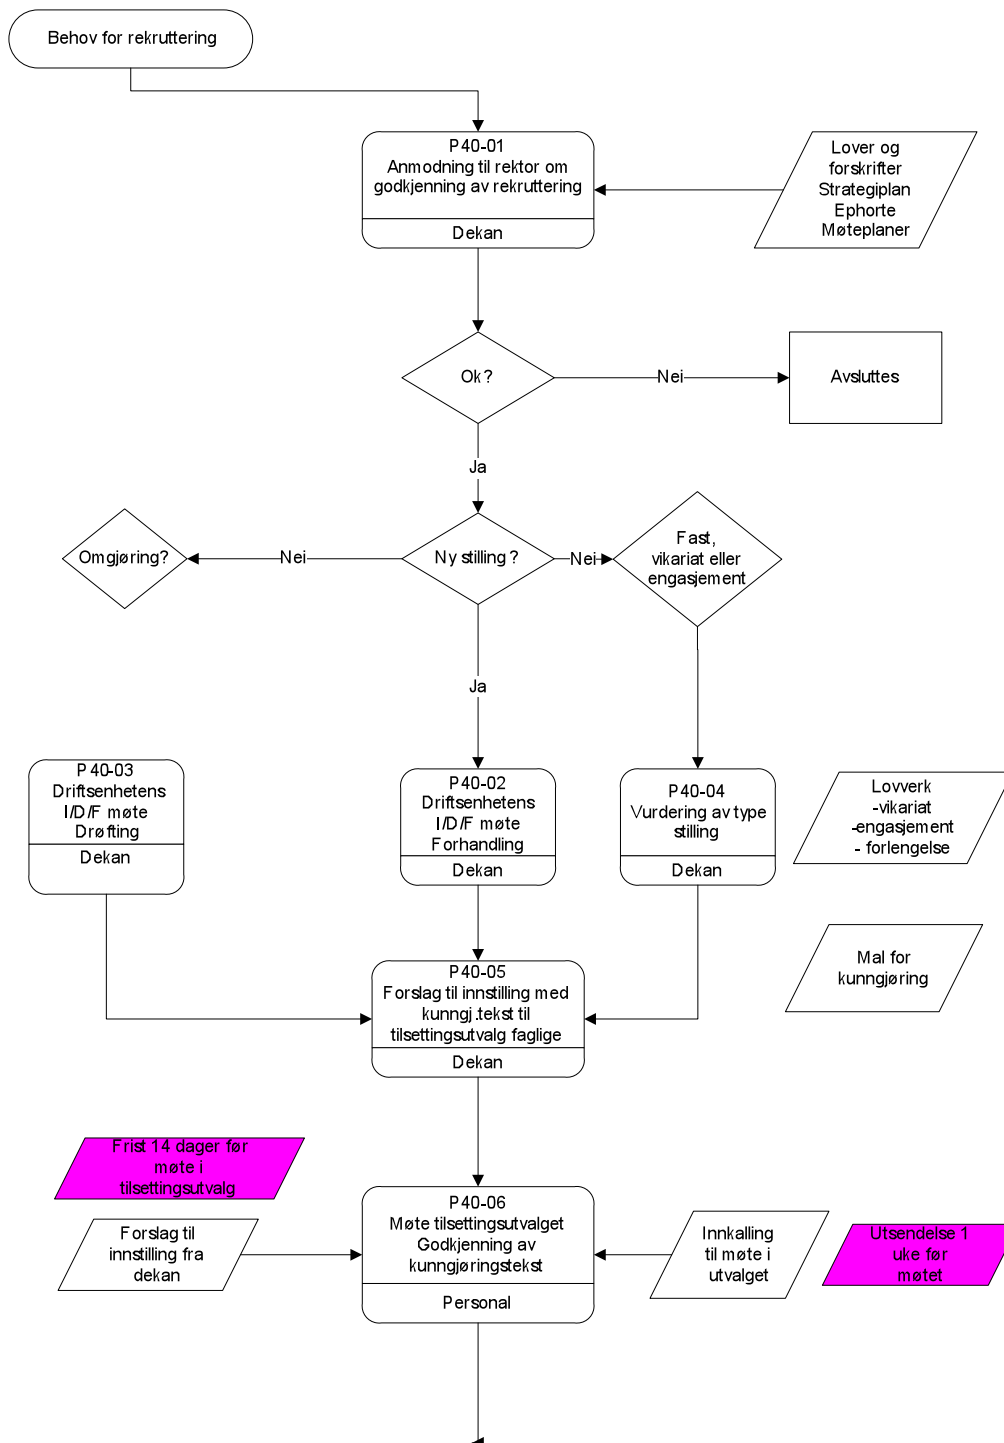 Behov for rekruttering
P40-01
Anmodning til rektor om
godkjenning av rekruttering
Dekan
Lover og
forskrifter
Strategiplan
Ephorte
Møteplaner
Ok?
Nei
Avsluttes
Ja
Omgjøring?
Nei
Ny stilling?
Nei
Fast,
vikariat eller
engasjement
Ja
P40-03
Driftsenhetens
I/D/F møte
Drøfting
Dekan
P40-02
Driftsenhetens
I/D/F møte
Forhandling
Dekan
P40-04
Vurdering av type
stilling
Dekan
Lovverk
-vikariat
-engasjement
- forlengelse
Mal for
kunngjøring
P40-05
Forslag til innstilling med
kunngj.tekst til
tilsettingsutvalg faglige
Dekan
Frist 14 dager før
møte i
tilsettingsutvalg
Forslag til
innstilling fra
dekan
P40-06
Møte tilsettingsutvalget
Godkjenning av
kunngjøringstekst
Personal
Innkalling
til møte i
utvalget
Utsendelse 1
uke før
møtet